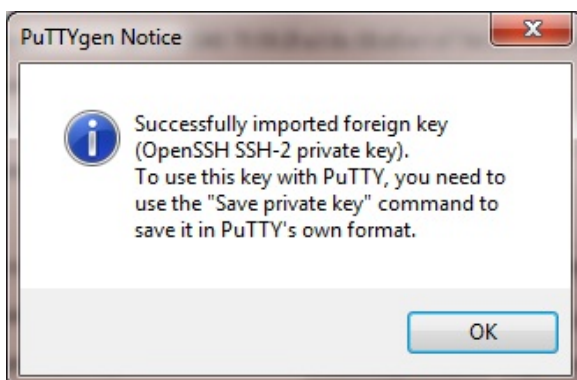 PuTTYgen Notice
Successfully imported foreign key
(OpenSSH SSH-2 private key).
To use this key with PuTTY, you need to
use the "Save private key" command to
save it in PuTTY's own format.
OK